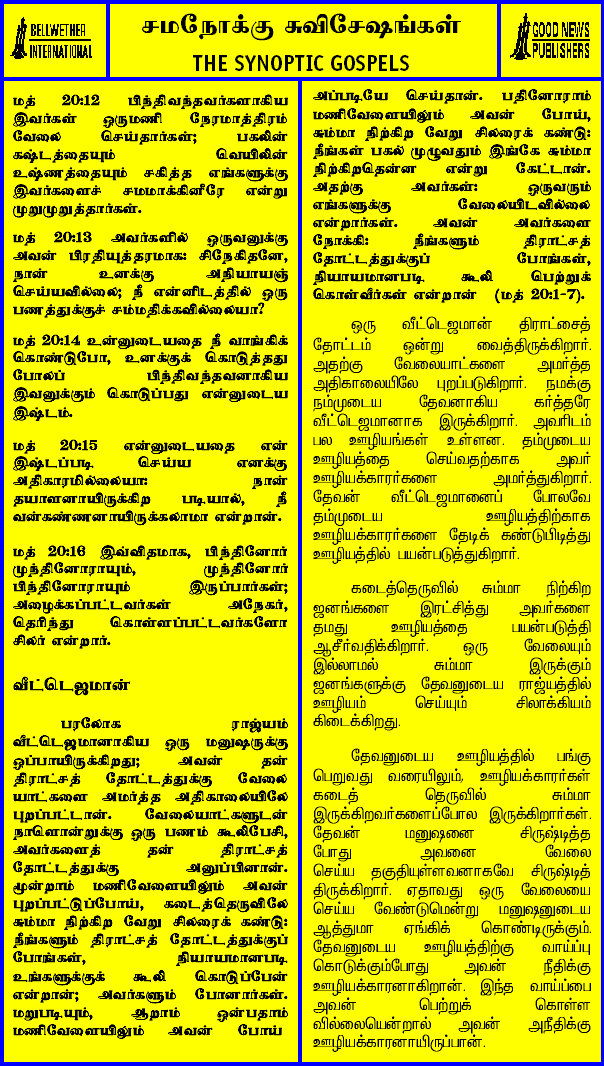 BELLWETHER
INTERNATIONAL
சமநோக்கு சுவிசேஷங்கள்
THE SYNOPTIC GOSPELS
GOOD NEWS
PUBLISHERS
மத் 20:12 பிந்திவந்தவர்களாகிய
இவர்கள் ஒருமணி நேரமாத்திரம்
வேலை செய்தார்கள்; பகலின்
கஷ்டத்தையும் வெயிலின்
உஷ்ணத்தையும் சகித்த எங்களுக்கு
இவர்களைச் சமமாக்கினீரே என்று
முறுமுறுத்தார்கள்.
மத் 20:13 அவர்களில் ஒருவனுக்கு
அவன் பிரதியுத்தரமாக: சிநேகிதனே,
நான் உனக்கு அநியாயஞ்
செய்யவில்லை; நீ என்னிடத்தில் ஒரு
பணத்துக்குச் சம்மதிக்கவில்லையா?
மத் 20:14 உன்னுடையதை நீ வாங்கிக்
கொண்டுபோ, உனக்குக் கொடுத்தது
போலப் பிந்திவந்தவனாகிய
இவனுக்கும் கொடுப்பது என்னுடைய
இஷ்டம்.
மத் 20:15 என்னுடையதை என்
இஷ்டப்படி செய்ய எனக்கு
அதிகாரமில்லையா: நான்
தயாளனாயிருக்கிற படியால், நீ
வன்கண்ணனாயிருக்கலாமா என்றான்.
மத் 20:16 இவ்விதமாக, பிந்தினோர்
முந்தினோராயும், முந்தினோர்
பிந்தினோராயும் இருப்பார்கள்;
அழைக்கப்பட்டவர்கள் அநேகர்,
தெரிந்து கொள்ளப்பட்டவர்களோ
சிலர் என்றார்.
வீட்டெஜமான்
பரலோக ராஜ்யம்
வீட்டெஜமானாகிய ஒரு மனுஷருக்கு
ஒப்பாயிருக்கிறது; அவன் தன்
திராட்சத் தோட்டத்துக்கு வேலை
யாட்களை அமர்த்த அதிகாலையிலே
புறப்பட்டான். வேலையாட்களுடன்
நாளொன்றுக்கு ஒரு பணம் கூலிபேசி,
அவர்களைத் தன் திராட்சத்
தோட்டத்துக்கு அனுப்பினான்.
மூன்றாம் மணிவேளையிலும் அவன்
புறப்பட்டுப்போய், கடைத்தெருவிலே
சும்மா நிற்கிற வேறு சிலரைக் கண்டு:
நீங்களும் திராட்சத் தோட்டத்துக்குப்
போங்கள், நியாயமானபடி
உங்களுக்குக் கூலி கொடுப்பேன்
என்றான்; அவர்களும் போனார்கள்.
மறுபடியும், ஆறாம் ஒன்பதாம்
மணிவேளையிலும் அவன் போய்
அப்படியே செய்தான். பதினோராம்
மணிவேளையிலும் அவன் போய்,
சும்மா நிற்கிற வேறு சிலரைக் கண்டு:
நீங்கள் பகல் முழுவதும் இங்கே சும்மா
நிற்கிறதென்ன என்று கேட்டான்.
அதற்கு அவர்கள்: ஒருவரும்
எங்களுக்கு வேலையிடவில்லை
என்றார்கள். அவன் அவர்களை
நோக்கி: நீங்களும் திராட்சத்
தோட்டத்துக்குப் போங்கள்,
நியாயமானபடி கூலி பெற்றுக்
கொள்வீர்கள் என்றான் (மத் 20:1-7).
ஒரு வீட்டெஜமான் திராட்சைத்
தோட்டம் ஒன்று வைத்திருக்கிறார்.
அதற்கு வேலையாட்களை அமர்த்த
அதிகாலையிலே புறப்படுகிறார். நமக்கு
நம்முடைய தேவனாகிய கர்த்தரே
வீட்டெஜமானாக இருக்கிறார். அவரிடம்
பல ஊழியங்கள் உள்ளன. தம்முடைய
ஊழியத்தை செய்வதற்காக அவர்
ஊழியக்காரர்களை அமர்த்துகிறார்.
தேவன் வீட்டெஜமானைப் போலவே
தம்முடைய ஊழியத்திற்காக
ஊழியக்காரர்களை தேடிக் கண்டுபிடித்து
ஊழியத்தில் பயன்படுத்துகிறார்.
கடைத்தெருவில் சும்மா நிற்கிற
ஜனங்களை இரட்சித்து அவர்களை
தமது ஊழியத்தை பயன்படுத்தி
ஆசீர்வதிக்கிறார். ஒரு வேலையும்
இல்லாமல் சும்மா இருக்கும்
ஜனங்களுக்கு தேவனுடைய ராஜ்யத்தில்
ஊழியம் செய்யும் சிலாக்கியம்
கிடைக்கிறது.
தேவனுடைய ஊழியத்தில் பங்கு
பெறுவது வரையிலும், ஊழியக்காரர்கள்
கடைத் தெருவில் சும்மா
இருக்கிறவர்களைப்போல இருக்கிறார்கள்.
தேவன் மனுஷனை சிருஷ்டித்த
போது அவனை வேலை
செய்ய தகுதியுள்ளவனாகவே சிருஷ்டித்
திருக்கிறார். ஏதாவது ஒரு வேலையை
செய்ய வேண்டுமென்று மனுஷனுடைய
ஆத்துமா ஏங்கிக் கொண்டிருக்கும்.
தேவனுடைய ஊழியத்திற்கு வாய்ப்பு
கொடுக்கும்போது அவன் நீதிக்கு
ஊழியக்காரனாகிறான். இந்த வாய்ப்பை
அவன் பெற்றுக் கொள்ள
வில்லையென்றால் அவன் அநீதிக்கு
ஊழியக்காரனாயிருப்பான்.